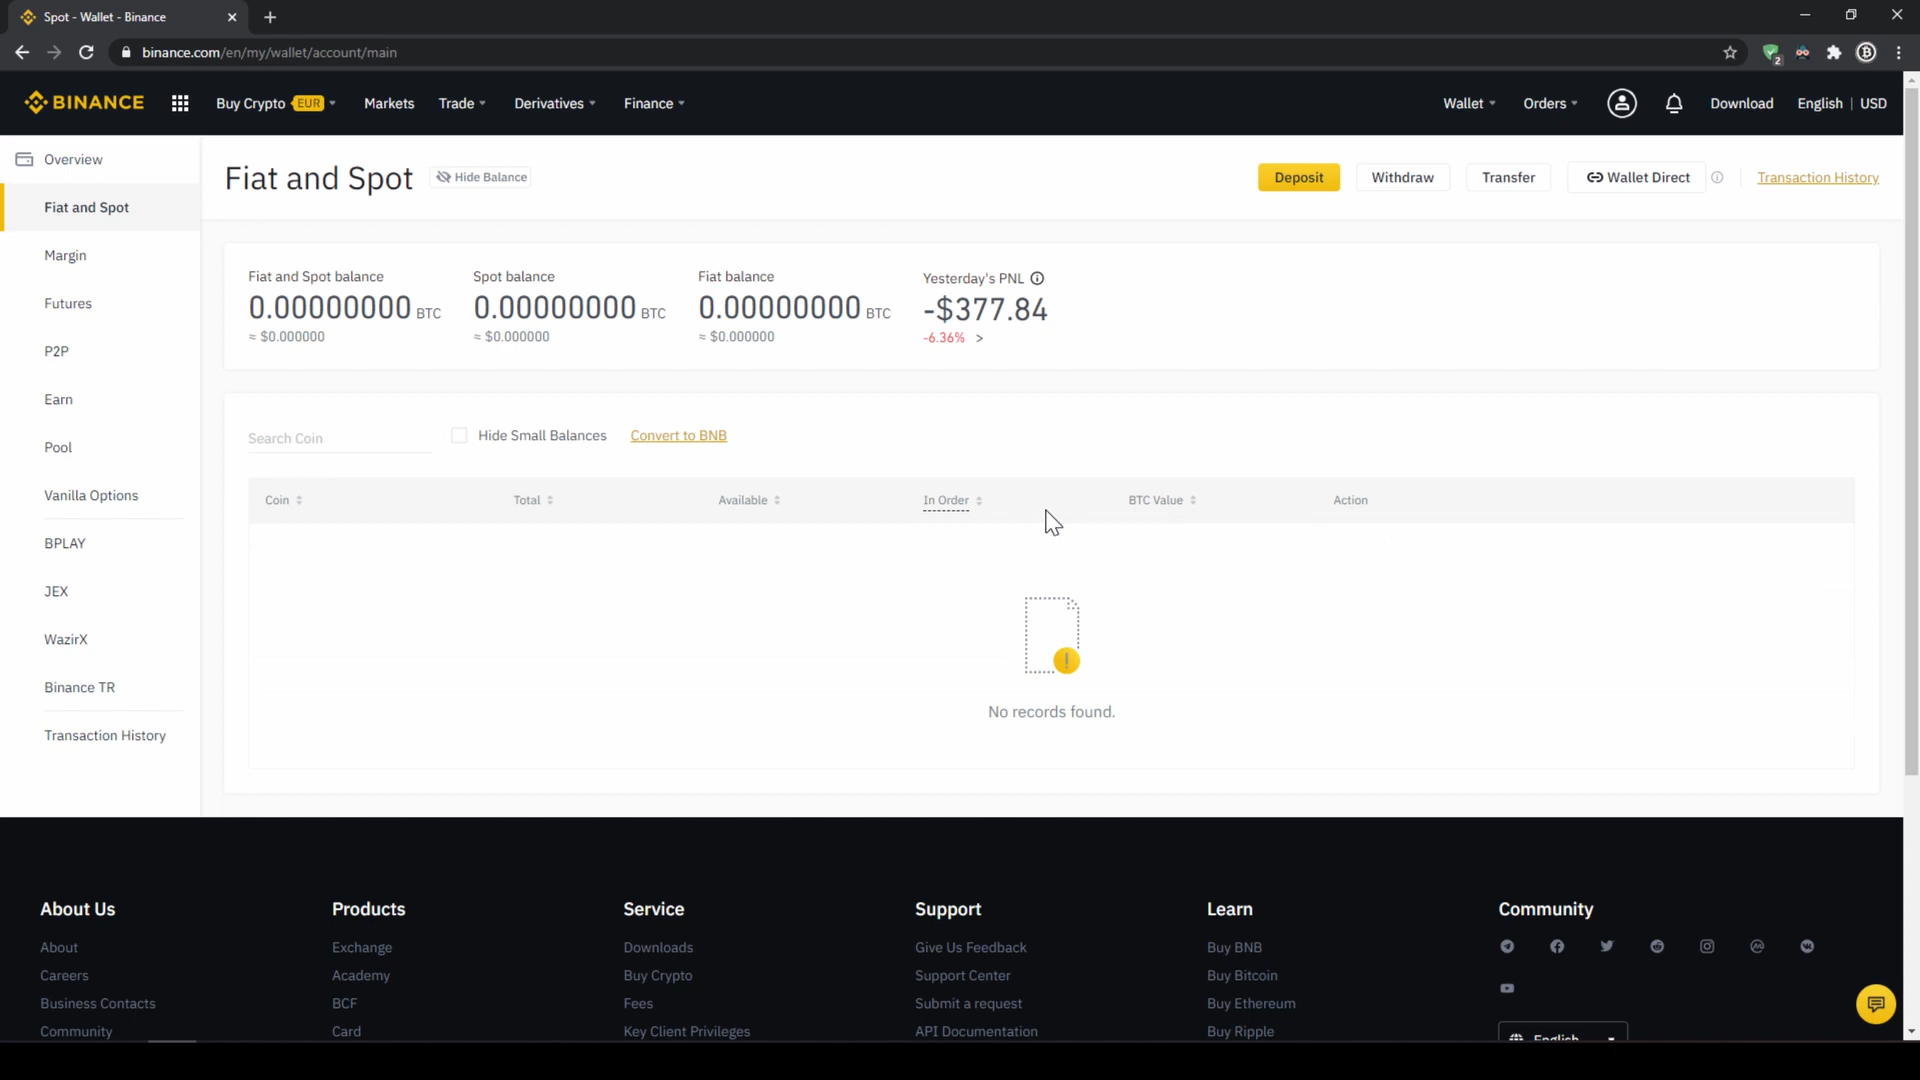 Spot - Wallet - Binance
binance.com/en/my/wallet/account/main
2
BINANCE
Buy Crypto EUR
Markets
Trade
Derivatives
Finance
Wallet
Orders
Download
English | USD
Overview
Fiat and Spot
Margin
Futures
P2P
Earn
Pool
Vanilla Options
BPLAY
JEX
WazirX
Binance TR
Transaction History
Fiat and Spot
Hide Balance
Deposit
Withdraw
Transfer
Wallet Direct
Transaction History
Fiat and Spot balance
0.00000000 BTC
≈ $0.000000
Spot balance
0.00000000 BTC
≈ $0.000000
Fiat balance
0.00000000 BTC
≈ $0.000000
Yesterday's PNL
-$377.84
-6.36% >
Search Coin
Hide Small Balances
Convert to BNB
Coin
Total
Available
In Order
BTC Value
Action
No records found.
About Us
About
Careers
Business Contacts
Community
Products
Exchange
Academy
BCF
Card
Service
Downloads
Buy Crypto
Fees
Key Client Privileges
Support
Give Us Feedback
Support Center
Submit a request
API Documentation
Learn
Buy BNB
Buy Bitcoin
Buy Ethereum
Buy Ripple
Community
English